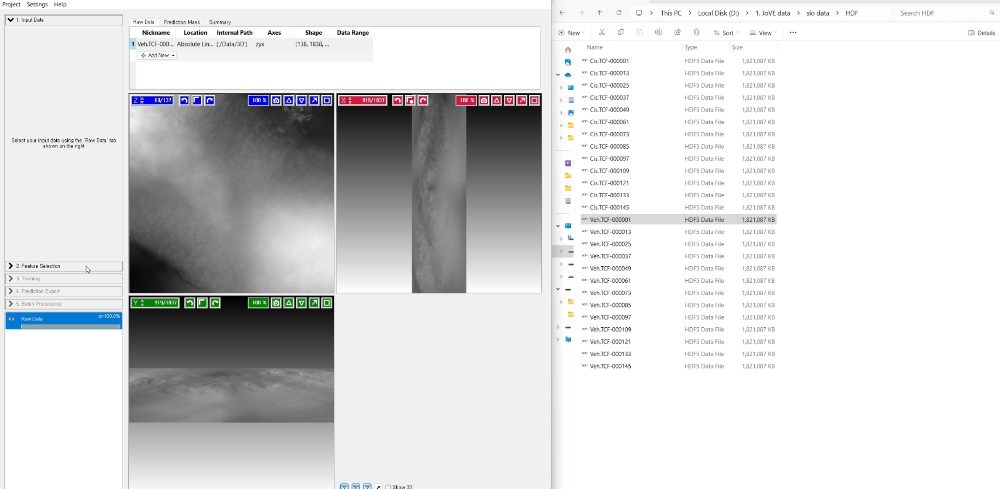 Project Settings Help
1. Input Data
Select your input data using the 'Raw Data' tab
shown on the right
2. Feature Selection
3. Training
4. Prediction Export
5. Batch Processing
Raw Data α=100.0%
Raw Data Prediction Mask Summary
Nickname Location Internal Path Axes Shape Data Range
1 Veh.TCF-000... Absolute Lin... ['/Data/3D'] zyx (138, 1838, ...
Add New..
Z 69/137 100 %
X 919/1837 100 %
Y 919/1837 100 %
Show 3D
This PC > Local Disk (D:) > 1. JoVE data > sio data > HDF Search HDF
New Sort View ... Details
Name Type Size
Cis.TCF-000001 HDF5 Data File 1,821,087 KB
Cis.TCF-000013 HDF5 Data File 1,821,087 KB
Cis.TCF-000025 HDF5 Data File 1,821,087 KB
Cis.TCF-000037 HDF5 Data File 1,821,087 KB
Cis.TCF-000049 HDF5 Data File 1,821,087 KB
Cis.TCF-000061 HDF5 Data File 1,821,087 KB
Cis.TCF-000073 HDF5 Data File 1,821,087 KB
Cis.TCF-000085 HDF5 Data File 1,821,087 KB
Cis.TCF-000097 HDF5 Data File 1,821,087 KB
Cis.TCF-000109 HDF5 Data File 1,821,087 KB
Cis.TCF-000121 HDF5 Data File 1,821,087 KB
Cis.TCF-000133 HDF5 Data File 1,821,087 KB
Cis.TCF-000145 HDF5 Data File 1,821,087 KB
Veh.TCF-000001 HDF5 Data File 1,821,087 KB
Veh.TCF-000013 HDF5 Data File 1,821,087 KB
Veh.TCF-000025 HDF5 Data File 1,821,087 KB
Veh.TCF-000037 HDF5 Data File 1,821,087 KB
Veh.TCF-000049 HDF5 Data File 1,821,087 KB
Veh.TCF-000061 HDF5 Data File 1,821,087 KB
Veh.TCF-000073 HDF5 Data File 1,821,087 KB
Veh.TCF-000085 HDF5 Data File 1,821,087 KB
Veh.TCF-000097 HDF5 Data File 1,821,087 KB
Veh.TCF-000109 HDF5 Data File 1,821,087 KB
Veh.TCF-000121 HDF5 Data File 1,821,087 KB
Veh.TCF-000133 HDF5 Data File 1,821,087 KB
Veh.TCF-000145 HDF5 Data File 1,821,087 KB